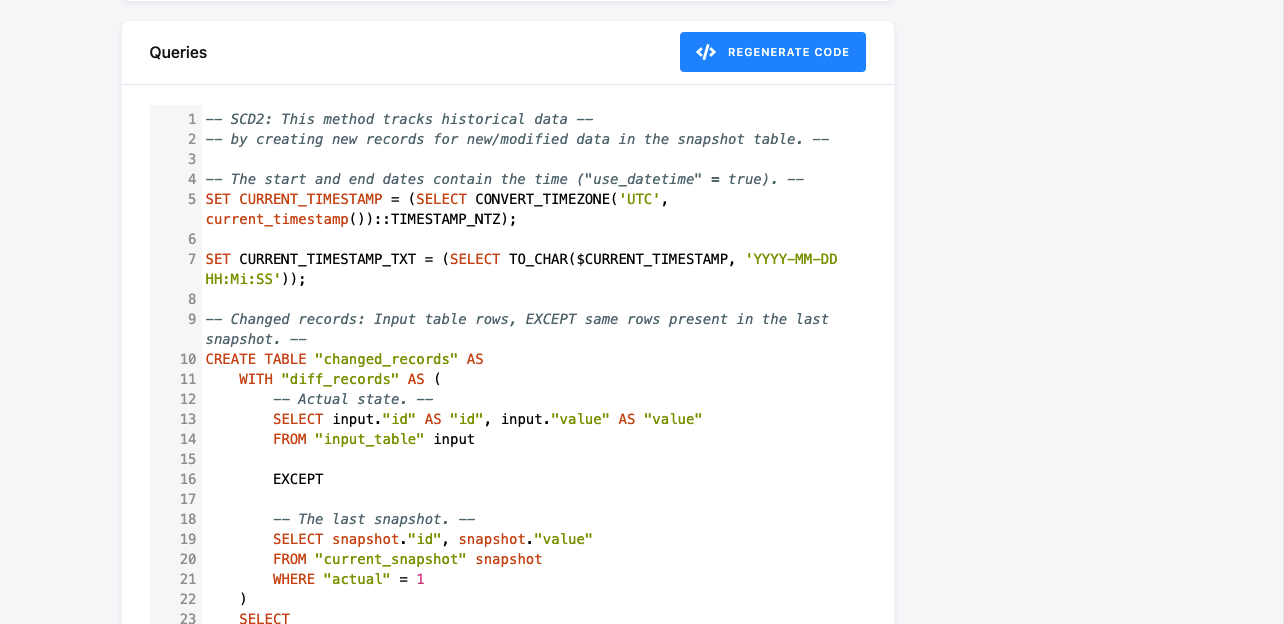 Queries
</> REGENERATE CODE
1 -- SCD2: This method tracks historical data --
2 -- by creating new records for new/modified data in the snapshot table. --
3
4 -- The start and end dates contain the time ("use_datetime" = true). --
5 SET CURRENT_TIMESTAMP = (SELECT CONVERT_TIMEZONE('UTC',
current_timestamp())::TIMESTAMP_NTZ);
6
7 SET CURRENT_TIMESTAMP_TXT = (SELECT TO_CHAR($CURRENT_TIMESTAMP, 'YYYY-MM-DD
HH:Mi:SS'));
8
9 -- Changed records: Input table rows, EXCEPT same rows present in the last
snapshot. --
10 CREATE TABLE "changed_records" AS
11     WITH "diff_records" AS (
12         -- Actual state. --
13         SELECT input."id" AS "id", input."value" AS "value"
14         FROM "input_table" input
15
16         EXCEPT
17
18         -- The last snapshot. --
19         SELECT snapshot."id", snapshot."value"
20         FROM "current_snapshot" snapshot
21         WHERE "actual" = 1
22     )
23     SELECT